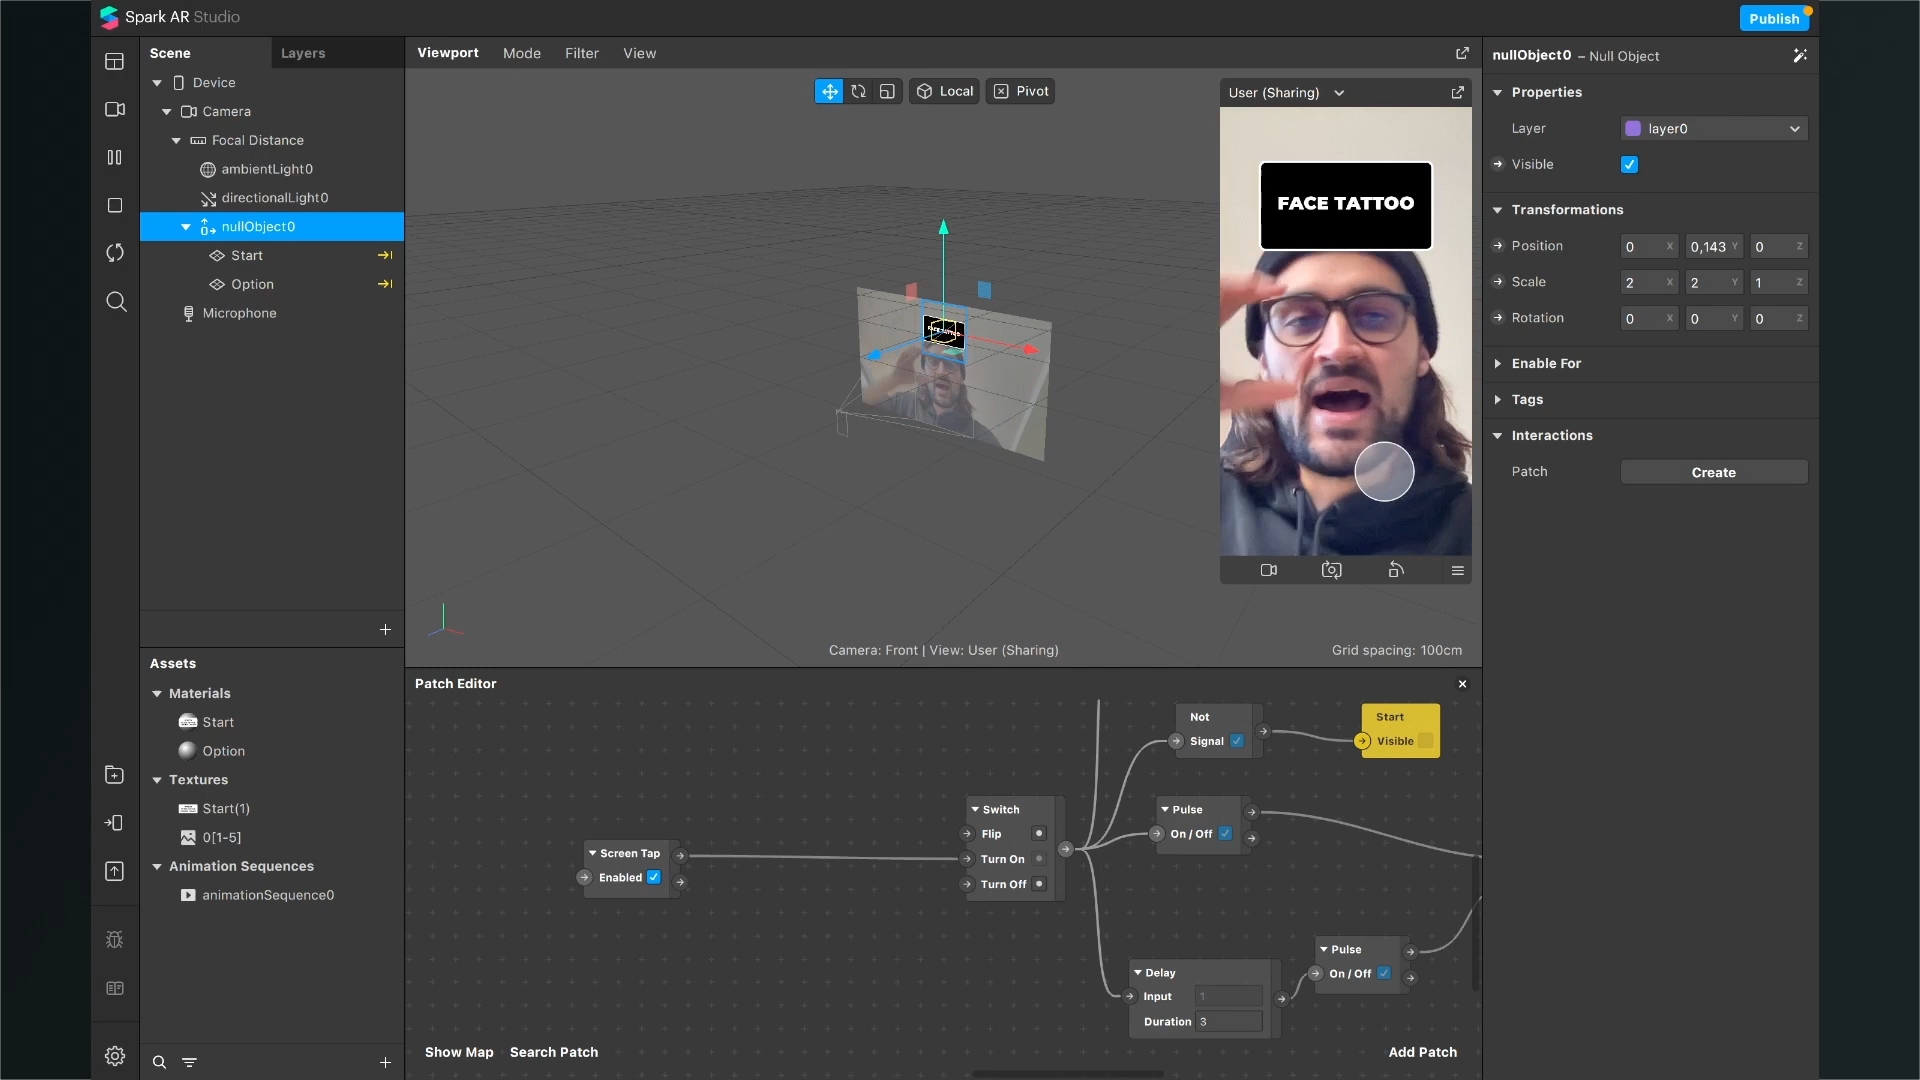 Spark AR Studio
Publish
Scene
Layers
Device
Camera
Focal Distance
ambientLight0
directionalLight0
nullObject0
Start
Option
Microphone
Viewport
Mode
Filter
View
Local
Pivot
User (Sharing)
FACE TATTOO
Camera: Front | View: User (Sharing)
Grid spacing: 100cm
nullObject0 – Null Object
Properties
Layer
layer0
Visible
Transformations
Position
0 X
0,143 Y
0 Z
Scale
2 X
2 Y
1 Z
Rotation
0 X
0 Y
0 Z
Enable For
Tags
Interactions
Patch
Create
Assets
Materials
Start
Option
Textures
Start(1)
0[1-5]
Animation Sequences
animationSequence0
Patch Editor
Screen Tap
Enabled
Switch
Flip
Turn On
Turn Off
Not
Signal
Start
Visible
Pulse
On / Off
Delay
Input 1
Duration 3
Pulse
On / Off
Show Map
Search Patch
Add Patch